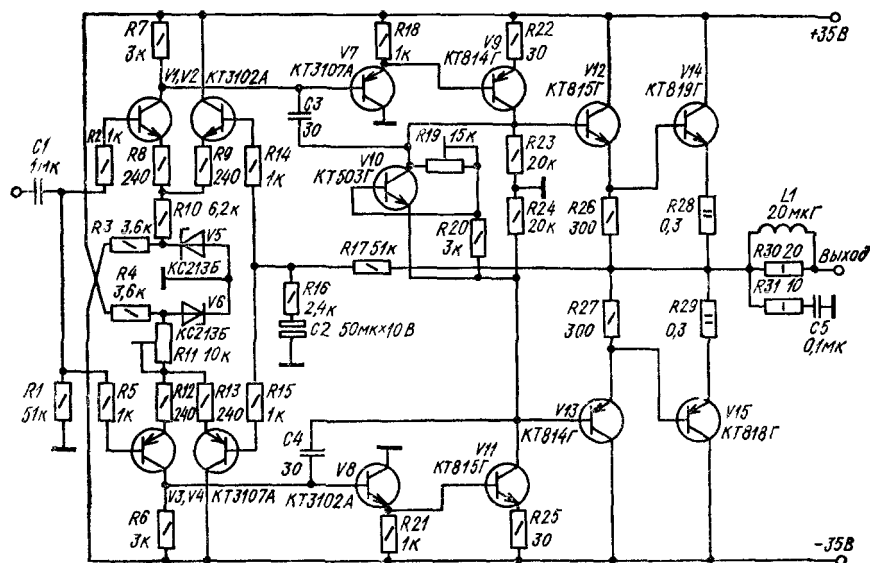 R7
3к
V1,V2
КТ3102А
R2 1к
C1
1мк
R8
240
R9
240
R14
1к
R10 6,2к
R3 3,6к
V5
КС213Б
R4
3,6к
V6
КС213Б
R11 10к
R1
51к
R5
1к
R12
240
R13
240
R15
1к
V3,V4
КТ3107А
R6
3к
C3
30
V7
КТ3107А
R18
1к
V9
КТ814Г
R22
30
R19
15к
V10
КТ503Г
R20
3к
R23
20к
R24
20к
R17 51к
R16
2,4к
C2 50мк×10В
C4
30
V8
КТ3102А
R21
1к
V11
КТ815Г
R25
30
V12
КТ815Г
V14
КТ819Г
R26
300
R28
0,3
R27
300
R29
0,3
V13
КТ814Г
V15
КТ818Г
L1
20мкГ
R30 20
R31 10
Выход
C5
0,1мк
+35В
-35В